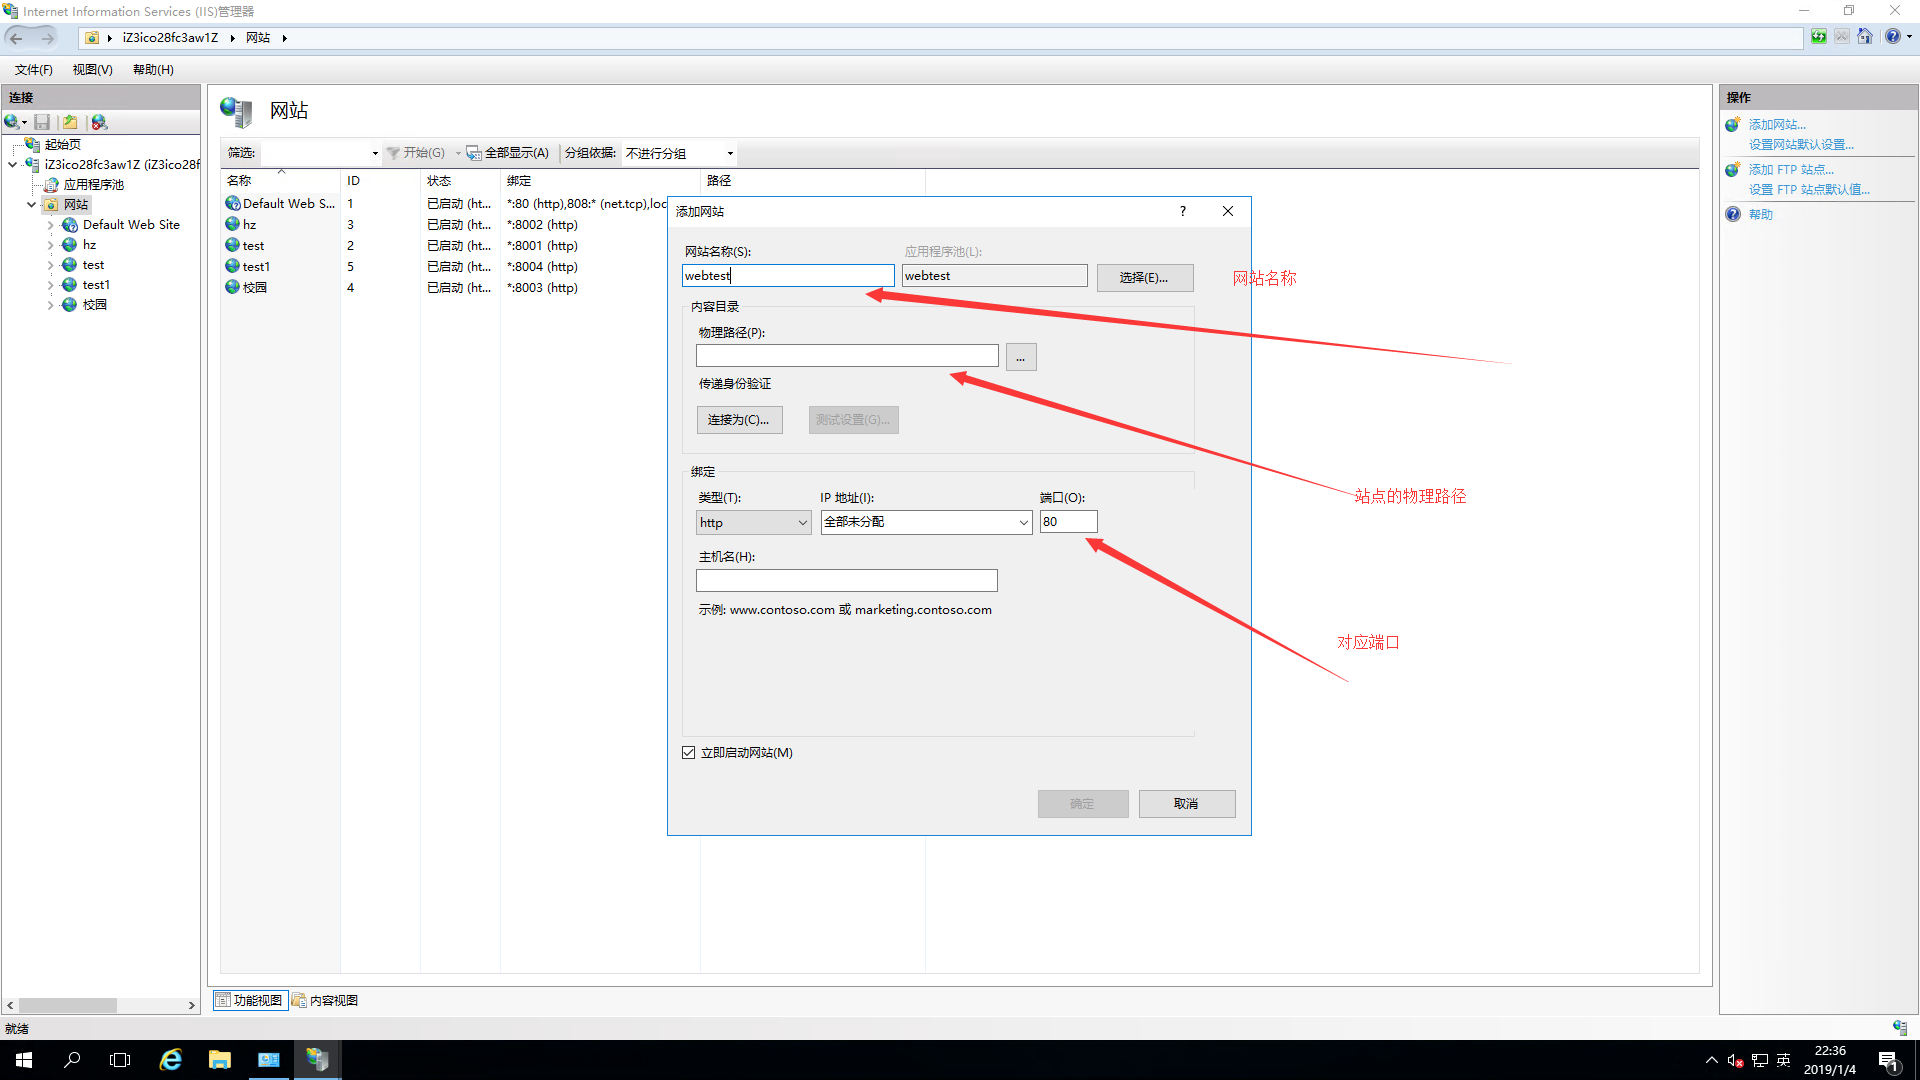 Internet Information Services (IIS)管理器
iZ3ico28fc3aw1Z
网站
文件(F)
视图(V)
帮助(H)
连接
起始页
iZ3ico28fc3aw1Z (iZ3ico28f
应用程序池
网站
Default Web Site
hz
test
test1
校园
网站
筛选:
开始(G)
全部显示(A)
分组依据:
不进行分组
名称
ID
状态
绑定
路径
Default Web S...
1
已启动 (ht...
*:80 (http),808:* (net.tcp),loc
hz
3
已启动 (ht...
*:8002 (http)
test
2
已启动 (ht...
*:8001 (http)
test1
5
已启动 (ht...
*:8004 (http)
校园
4
已启动 (ht...
*:8003 (http)
添加网站
?
网站名称(S):
应用程序池(L):
webtest
webtest
选择(E)...
网站名称
内容目录
物理路径(P):
...
传递身份验证
连接为(C)...
测试设置(G)...
站点的物理路径
绑定
类型(T):
IP 地址(I):
端口(O):
http
全部未分配
80
主机名(H):
示例: www.contoso.com 或 marketing.contoso.com
对应端口
立即启动网站(M)
确定
取消
操作
添加网站...
设置网站默认设置...
添加 FTP 站点...
设置 FTP 站点默认值...
帮助
功能视图
内容视图
就绪
英
22:36
2019/1/4
1